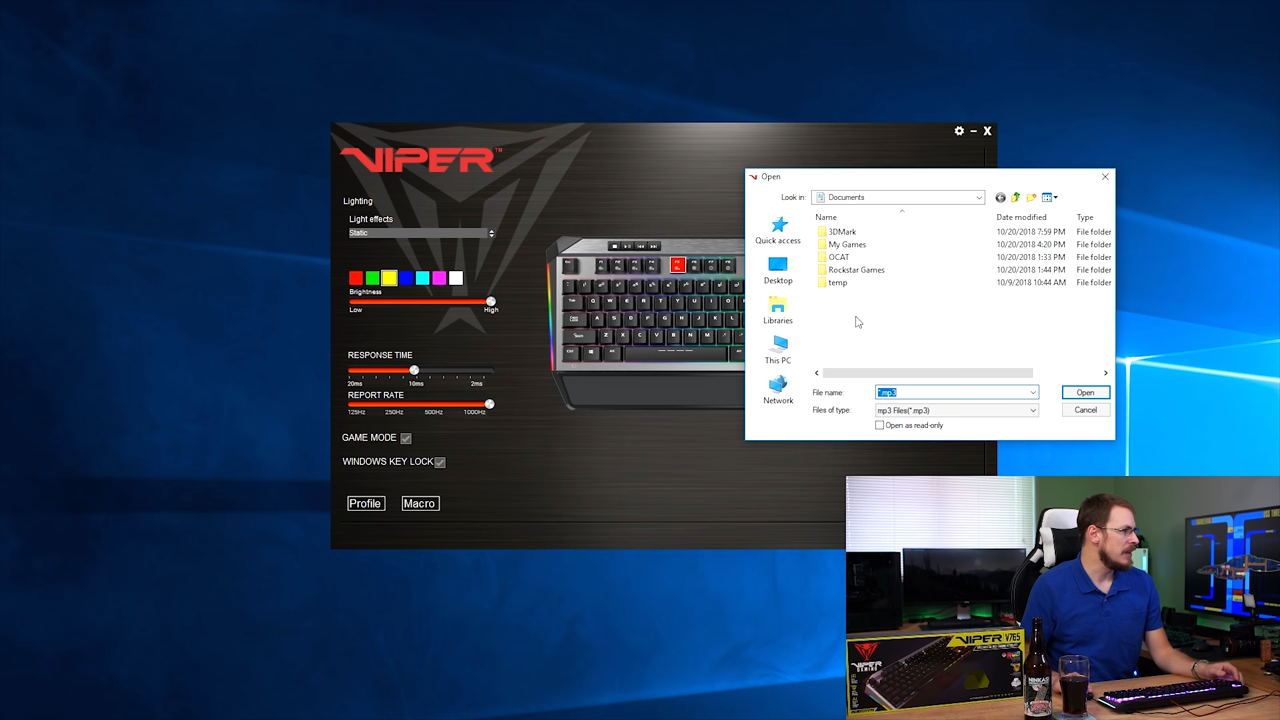 VIPER™
Lighting
Light effects
Static
Brightness
Low High
RESPONSE TIME
20ms 10ms 2ms
REPORT RATE
125Hz 250Hz 500Hz 1000Hz
GAME MODE
WINDOWS KEY LOCK
Profile Macro
X
Open
Look in: Documents
Quick access
Desktop
Libraries
This PC
Network
Name Date modified Type
3DMark 10/20/2018 7:59 PM File folder
My Games 10/20/2018 4:20 PM File folder
OCAT 10/20/2018 1:33 PM File folder
Rockstar Games 10/20/2018 1:44 PM File folder
temp 10/9/2018 10:44 AM File folder
File name: *.mp3 Open
Files of type: mp3 Files(*.mp3) Cancel
Open as read-only
Q W E R T Y U
A S D F G H J
Z X C V B N M
VIPER V765
VIPER
GAMING
NINKASI